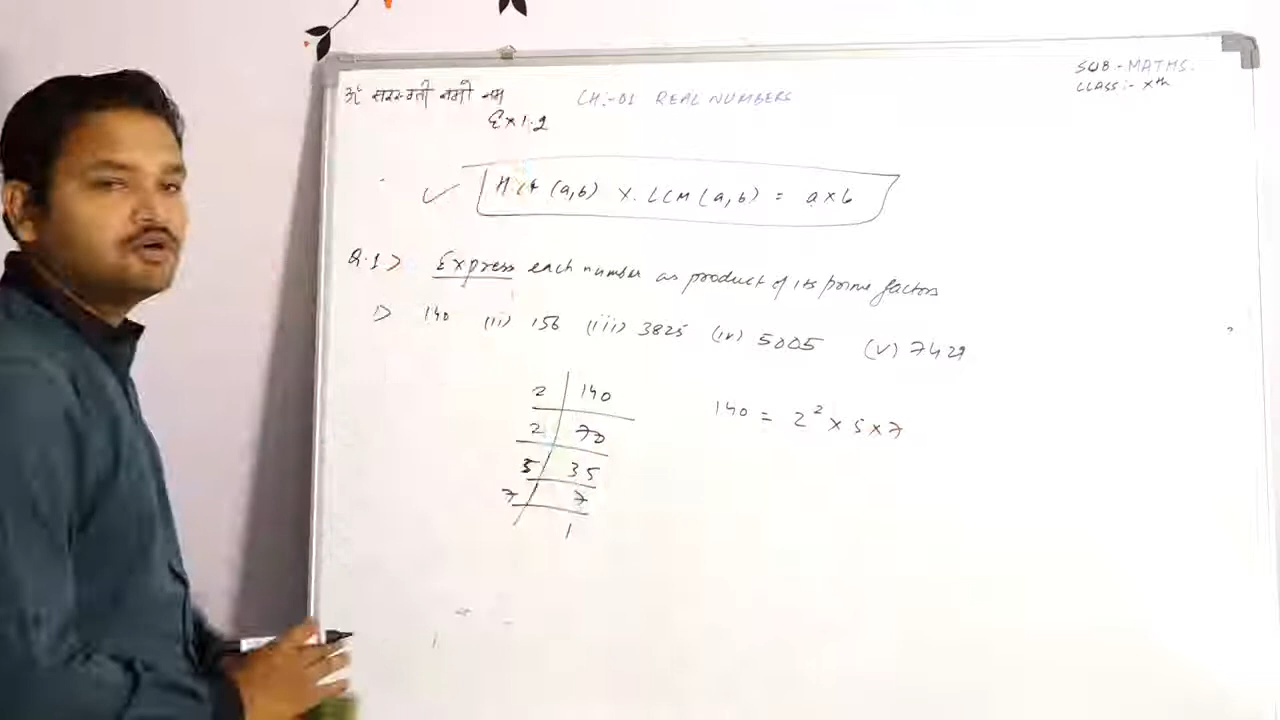 SUB - MATHS.
CLASS :- Xth
ॐ सरस्वती नमो नमः
CH:-01 REAL NUMBERS
Ex 1.2
HCF (a,b) X. LCM (a,b) = a x b
Q.1> Express each number as product of its prime factors
1> 140 (ii) 156 (iii) 3825 (iv) 5005 (v) 7429
2 | 140
2 | 70
5 | 35
7 | 7
1
140 = 2² x 5 x 7